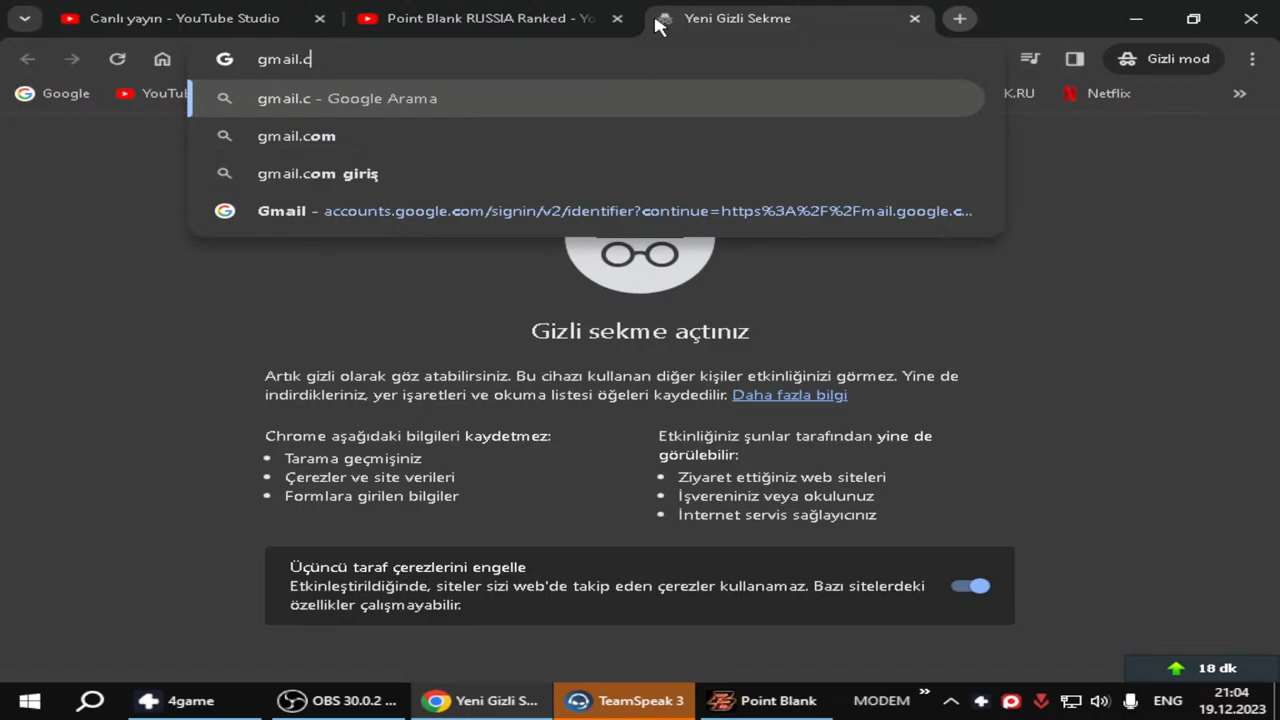 Canlı yayın - YouTube Studio
Point Blank RUSSIA Ranked - Yo
Yeni Gizli Sekme
gmail.c
Gizli mod
Google
YouTu
K.RU
Netflix
gmail.c - Google Arama
gmail.com
gmail.com giriş
Gmail - accounts.google.com/signin/v2/identifier?continue=https%3A%2F%2Fmail.google.c...
Gizli sekme açtınız
Artık gizli olarak göz atabilirsiniz. Bu cihazı kullanan diğer kişiler etkinliğinizi görmez. Yine de
indirdikleriniz, yer işaretleri ve okuma listesi öğeleri kaydedilir. Daha fazla bilgi
Chrome aşağıdaki bilgileri kaydetmez:
• Tarama geçmişiniz
• Çerezler ve site verileri
• Formlara girilen bilgiler
Etkinliğiniz şunlar tarafından yine de
görülebilir:
• Ziyaret ettiğiniz web siteleri
• İşvereniniz veya okulunuz
• İnternet servis sağlayıcınız
Üçüncü taraf çerezlerini engelle
Etkinleştirildiğinde, siteler sizi web'de takip eden çerezler kullanamaz. Bazı sitelerdeki
özellikler çalışmayabilir.
18 dk
4game
OBS 30.0.2 ...
Yeni Gizli S...
TeamSpeak 3
Point Blank
MODEM
ENG
21:04
19.12.2023